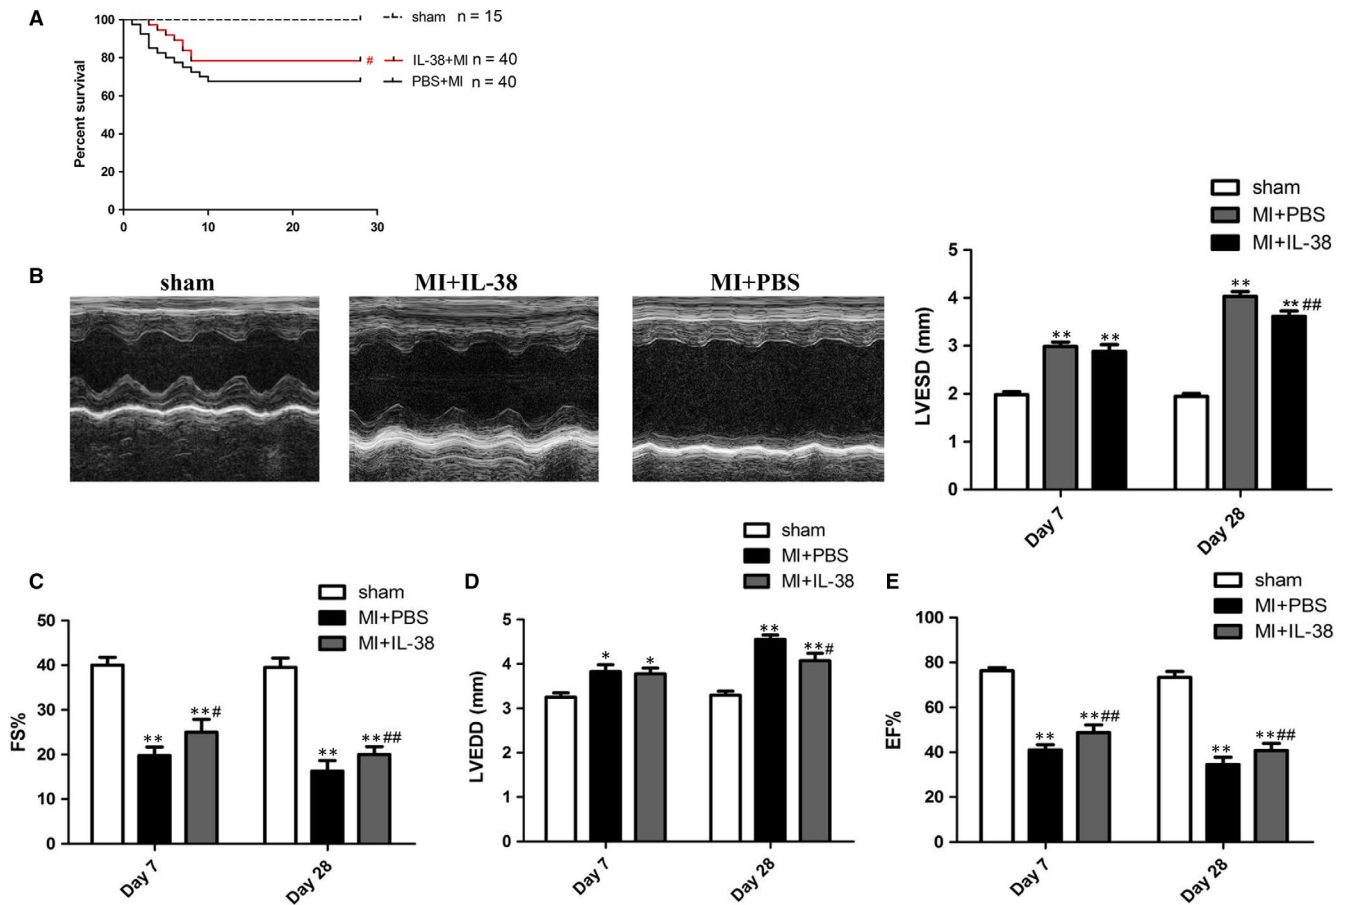 A
100
80
60
40
20
0
Percent survival
0 10 20 30
#
sham n = 15
IL-38+MI n = 40
PBS+MI n = 40
B
sham
MI+IL-38
MI+PBS
sham
MI+PBS
MI+IL-38
5
4
3
2
1
0
LVESD (mm)
** **
** **##
Day 7
Day 28
C
sham
MI+PBS
MI+IL-38
50
40
30
20
10
0
FS%
** **#
** **##
Day 7
Day 28
D
sham
MI+PBS
MI+IL-38
5
4
3
2
1
0
LVEDD (mm)
* *
** **#
Day 7
Day 28
E
sham
MI+PBS
MI+IL-38
100
80
60
40
20
0
EF%
** **##
** **##
Day 7
Day 28